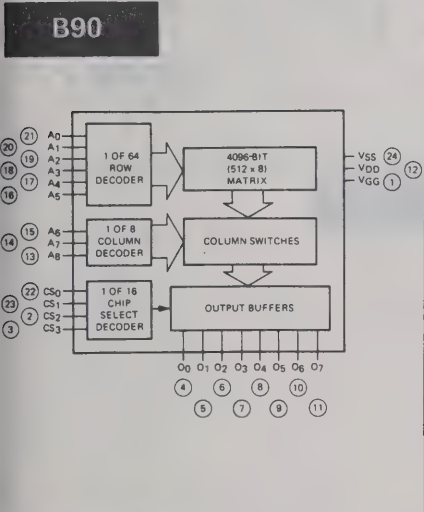 B90
21 A0
20 A1
19 A2
18 A3
17 A4
16 A5
1 OF 64
ROW
DECODER
4096-BIT
(512 x 8)
MATRIX
VSS 24
VDD 12
VGG 1
15 A6
14 A7
13 A8
1 OF 8
COLUMN
DECODER
COLUMN SWITCHES
22 CS0
23 CS1
2 CS2
3 CS3
1 OF 16
CHIP
SELECT
DECODER
OUTPUT BUFFERS
O0 O1 O2 O3 O4 O5 O6 O7
4 6 8 10
5 7 9 11